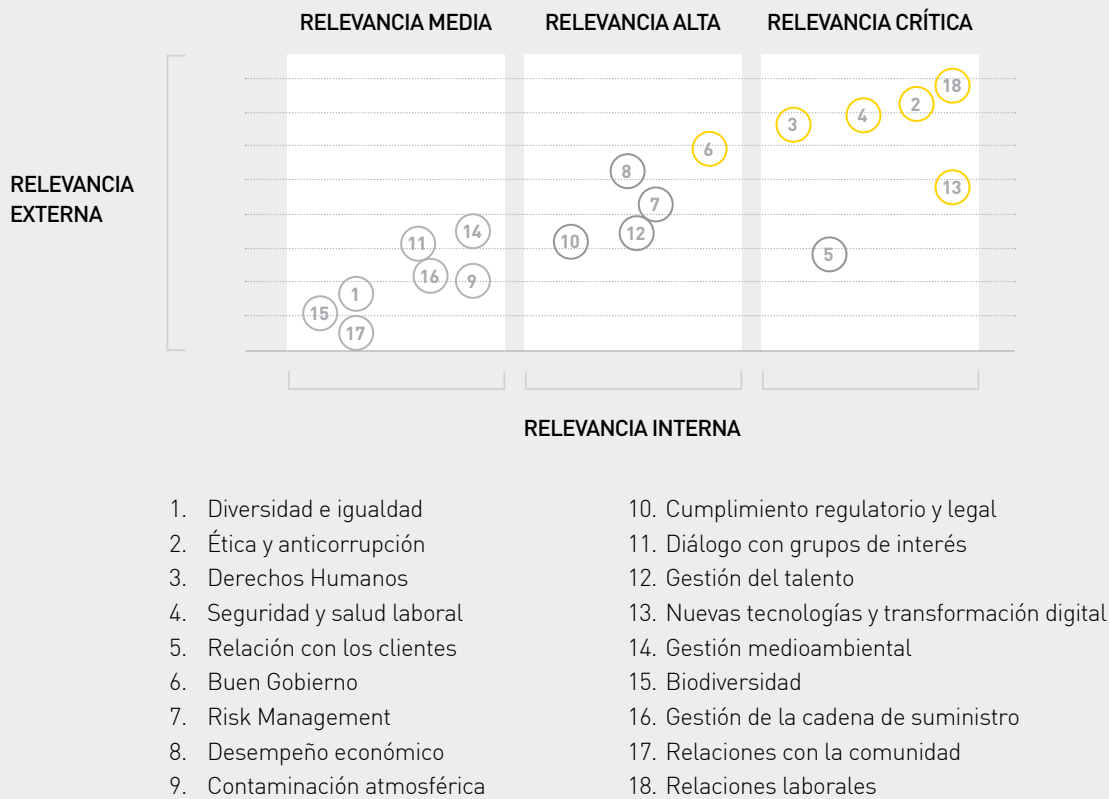 RELEVANCIA MEDIA
RELEVANCIA ALTA
RELEVANCIA CRÍTICA
RELEVANCIA
EXTERNA
18
2
4
3
6
8
13
7
14
12
10
11
5
16
9
1
15
17
RELEVANCIA INTERNA
1. Diversidad e igualdad
2. Ética y anticorrupción
3. Derechos Humanos
4. Seguridad y salud laboral
5. Relación con los clientes
6. Buen Gobierno
7. Risk Management
8. Desempeño económico
9. Contaminación atmosférica
10. Cumplimiento regulatorio y legal
11. Diálogo con grupos de interés
12. Gestión del talento
13. Nuevas tecnologías y transformación digital
14. Gestión medioambiental
15. Biodiversidad
16. Gestión de la cadena de suministro
17. Relaciones con la comunidad
18. Relaciones laborales